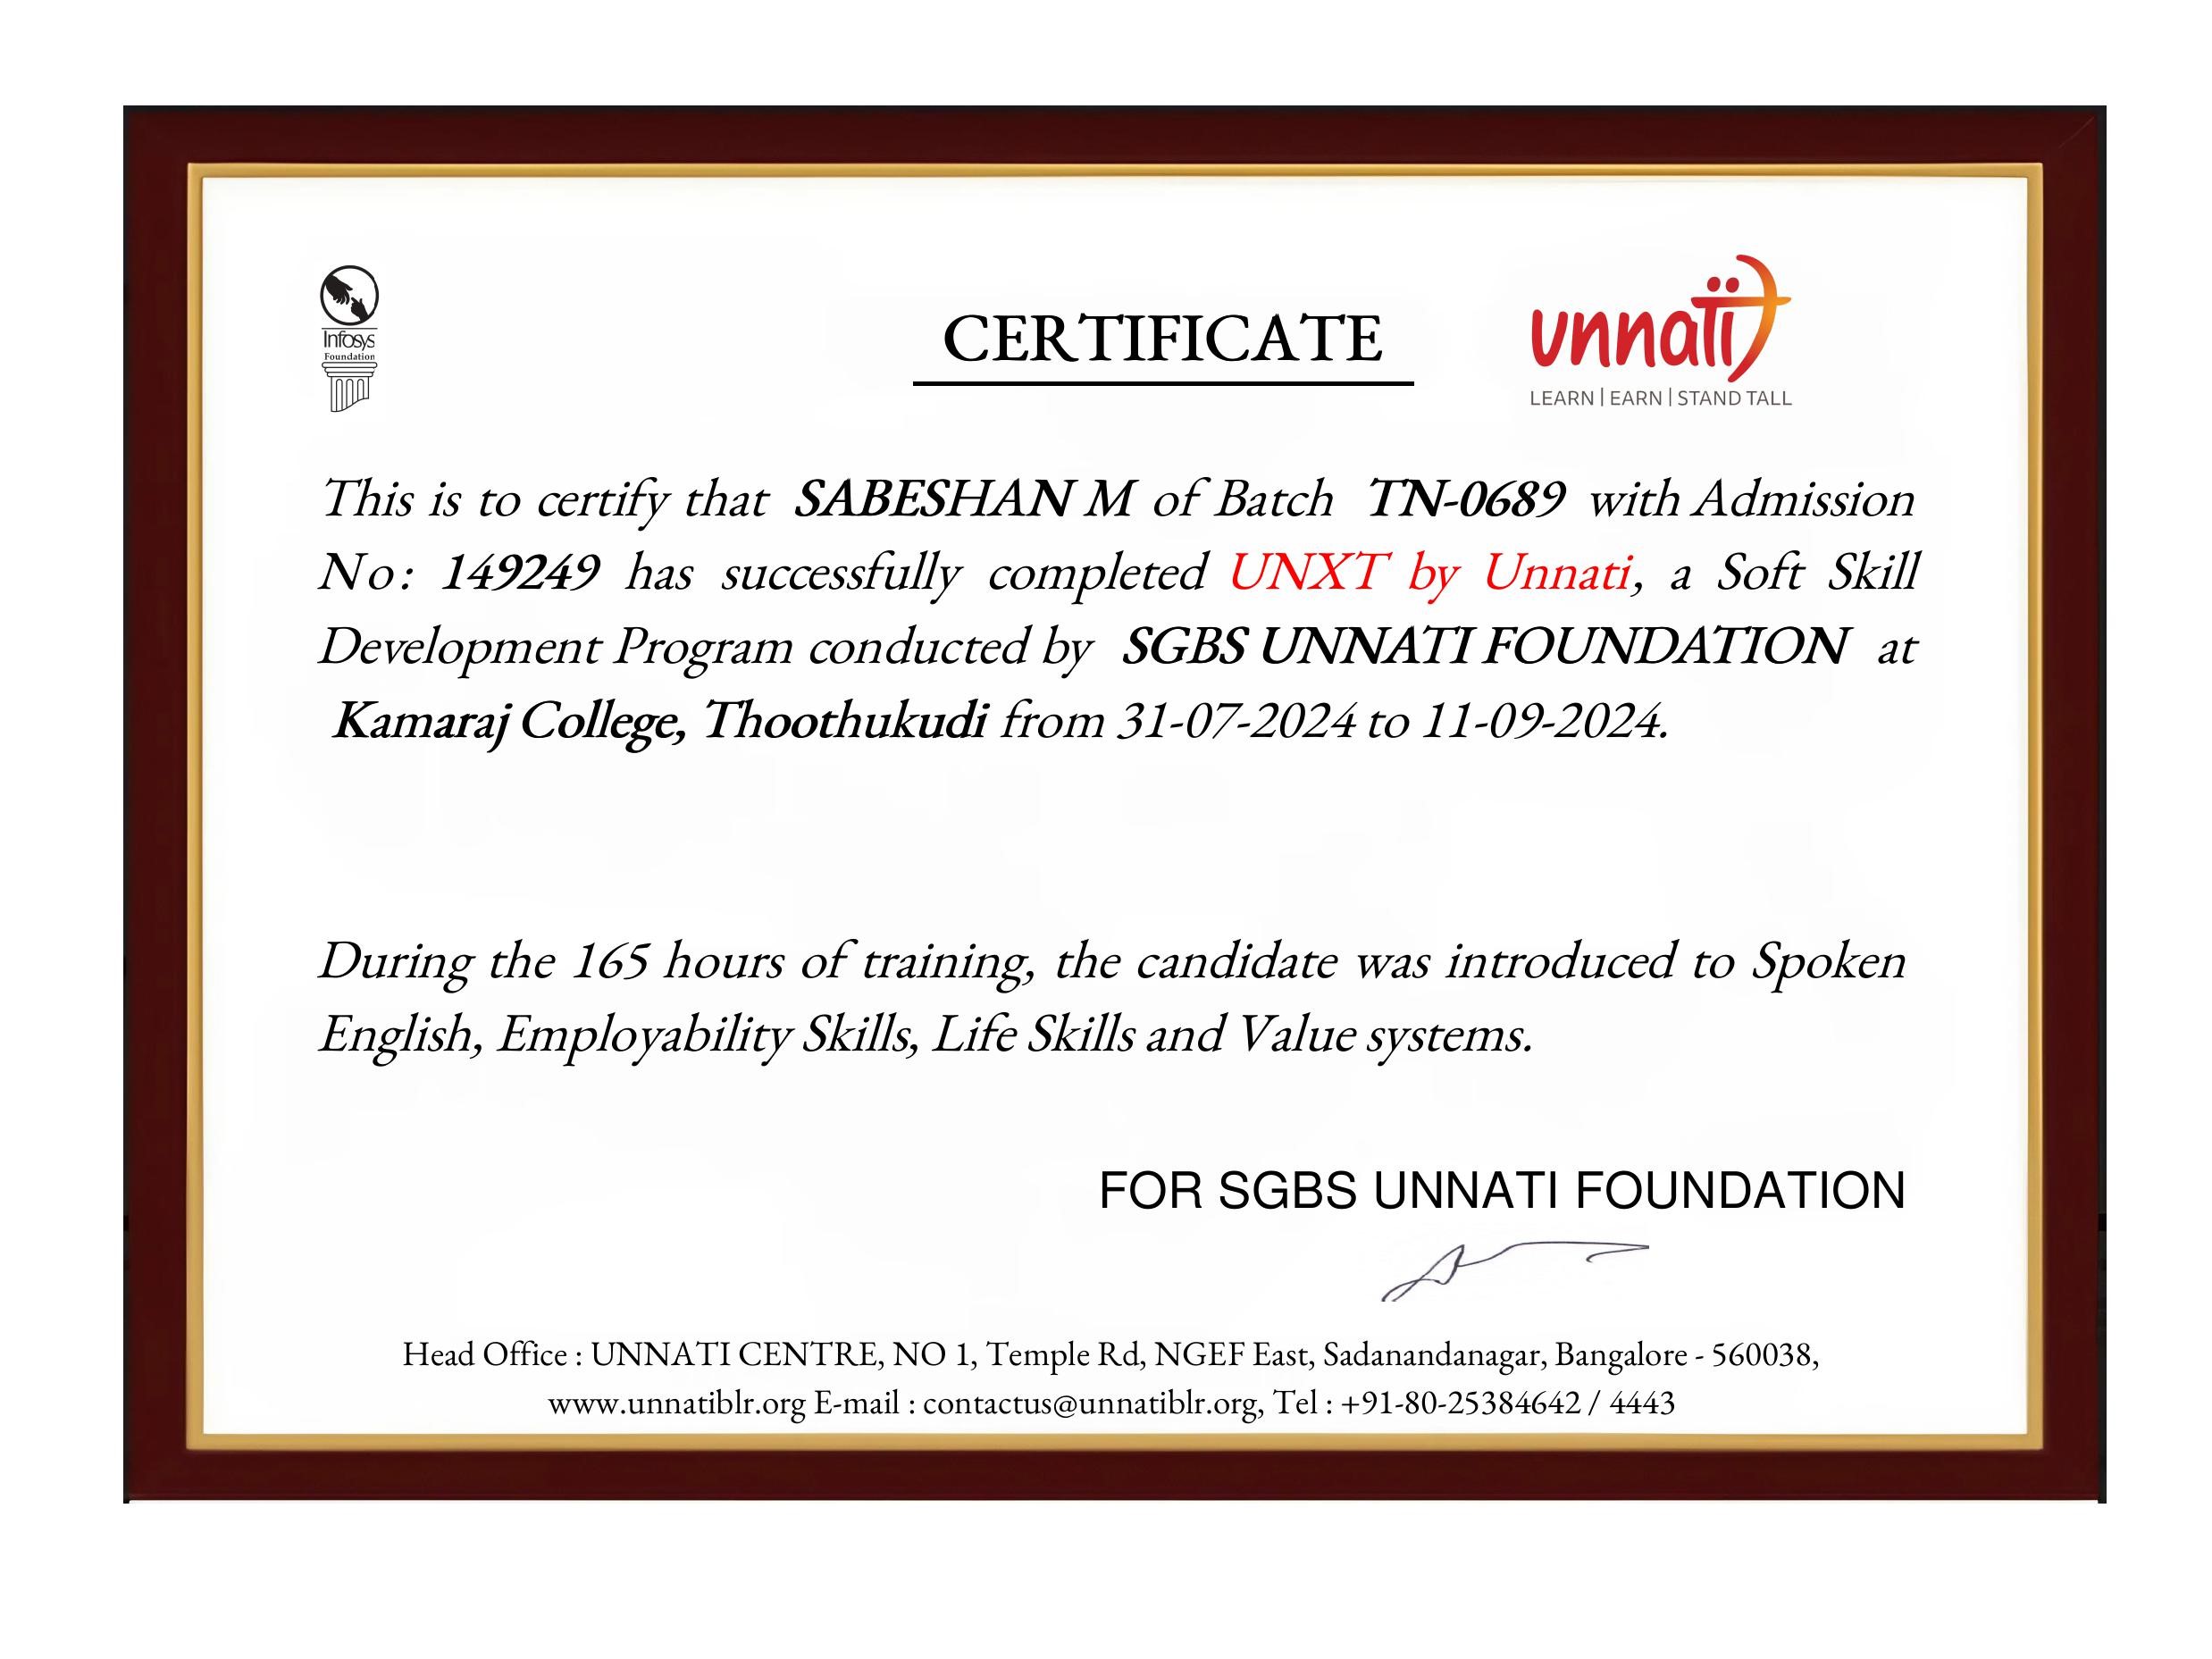 Infosys
Foundation
CERTIFICATE
unnati
LEARN | EARN | STAND TALL
This is to certify that SABESHAN M of Batch TN-0689 with Admission
No: 149249 has successfully completed UNXT by Unnati, a Soft Skill
Development Program conducted by SGBS UNNATI FOUNDATION at
Kamaraj College, Thoothukudi from 31-07-2024 to 11-09-2024.
During the 165 hours of training, the candidate was introduced to Spoken
English, Employability Skills, Life Skills and Value systems.
FOR SGBS UNNATI FOUNDATION
Head Office : UNNATI CENTRE, NO 1, Temple Rd, NGEF East, Sadanandanagar, Bangalore - 560038,
www.unnatiblr.org E-mail : contactus@unnatiblr.org, Tel : +91-80-25384642 / 4443